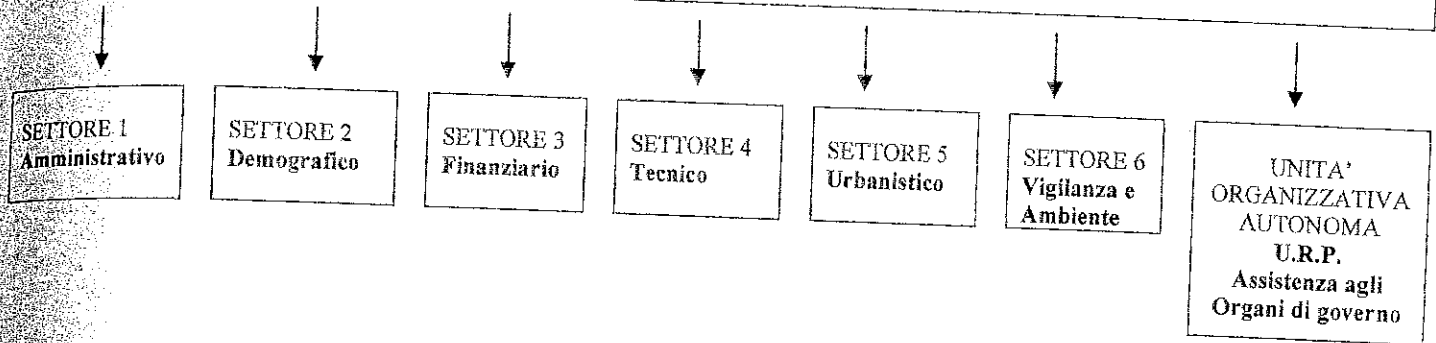 SETTORE 1
Amministrativo
SETTORE 2
Demografico
SETTORE 3
Finanziario
SETTORE 4
Tecnico
SETTORE 5
Urbanistico
SETTORE 6
Vigilanza e
Ambiente
UNITA'
ORGANIZZATIVA
AUTONOMA
U.R.P.
Assistenza agli
Organi di governo